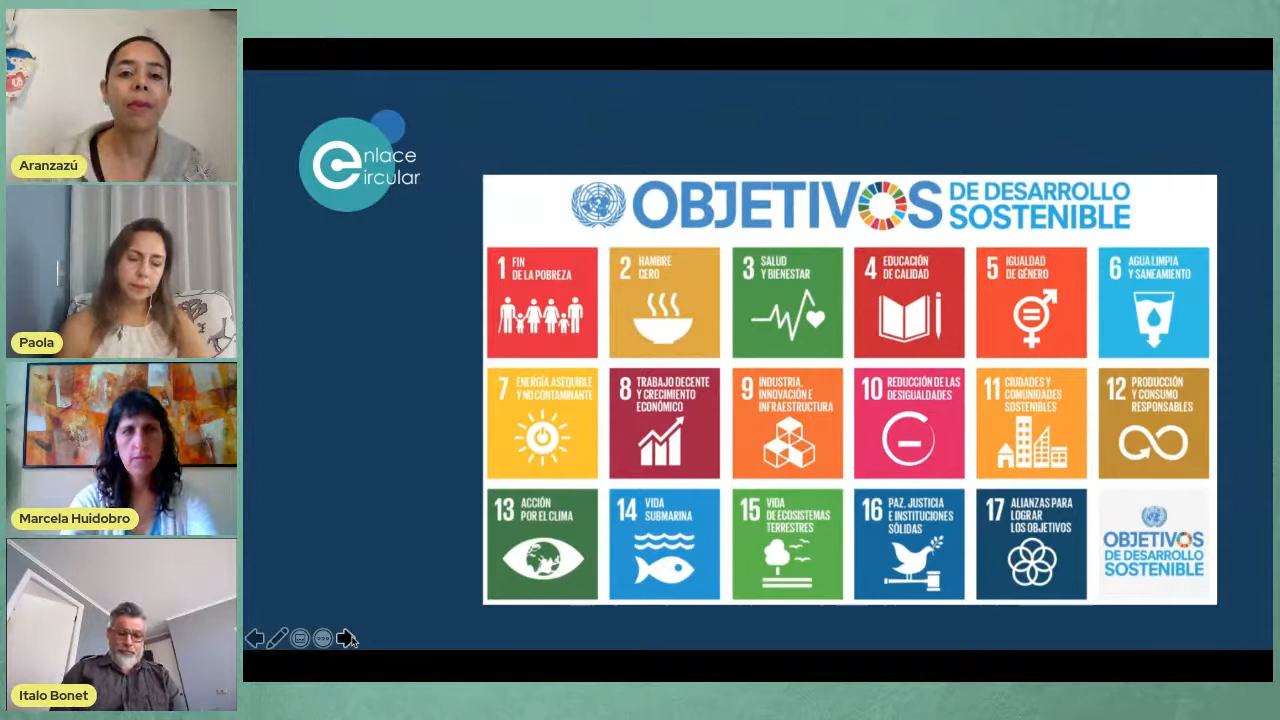 Aranzazú
Paola
Marcela Huidobro
Italo Bonet
enlace
circular
OBJETIVOS
DE DESARROLLO
SOSTENIBLE
1 FIN
DE LA POBREZA
2 HAMBRE
CERO
3 SALUD
Y BIENESTAR
4 EDUCACIÓN
DE CALIDAD
5 IGUALDAD
DE GÉNERO
6 AGUA LIMPIA
Y SANEAMIENTO
7 ENERGÍA ASEQUIBLE
Y NO CONTAMINANTE
8 TRABAJO DECENTE
Y CRECIMIENTO
ECONÓMICO
9 INDUSTRIA,
INNOVACIÓN E
INFRAESTRUCTURA
10 REDUCCIÓN DE LAS
DESIGUALDADES
11 CIUDADES Y
COMUNIDADES
SOSTENIBLES
12 PRODUCCIÓN
Y CONSUMO
RESPONSABLES
13 ACCIÓN
POR EL CLIMA
14 VIDA
SUBMARINA
15 VIDA
DE ECOSISTEMAS
TERRESTRES
16 PAZ, JUSTICIA
E INSTITUCIONES
SÓLIDAS
17 ALIANZAS PARA
LOGRAR
LOS OBJETIVOS
OBJETIVOS
DE DESARROLLO
SOSTENIBLE